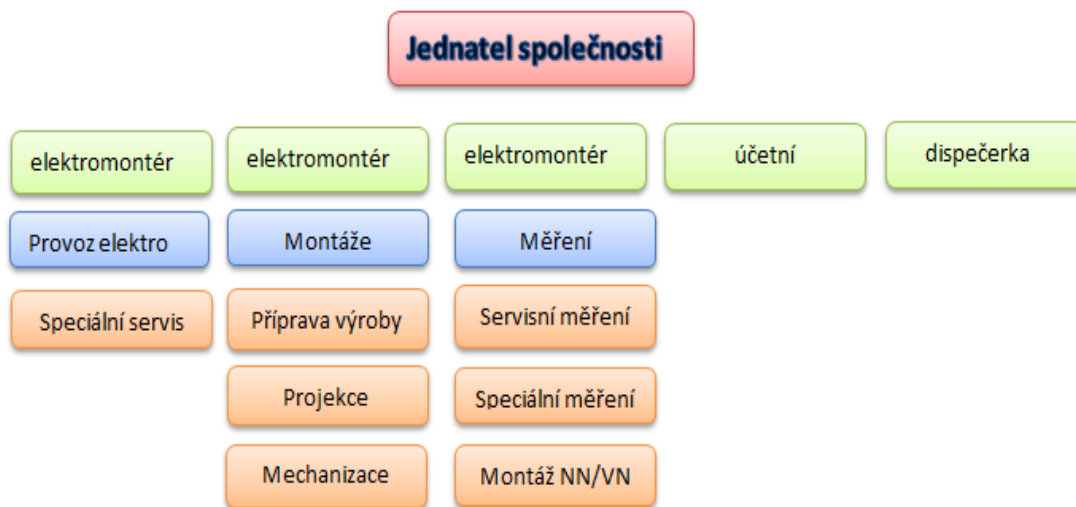 Jednatel společnosti
elektromontér
elektromontér
elektromontér
účetní
dispečerka
Provoz elektro
Montáže
Měření
Speciální servis
Příprava výroby
Servisní měření
Projekce
Speciální měření
Mechanizace
Montáž NN/VN